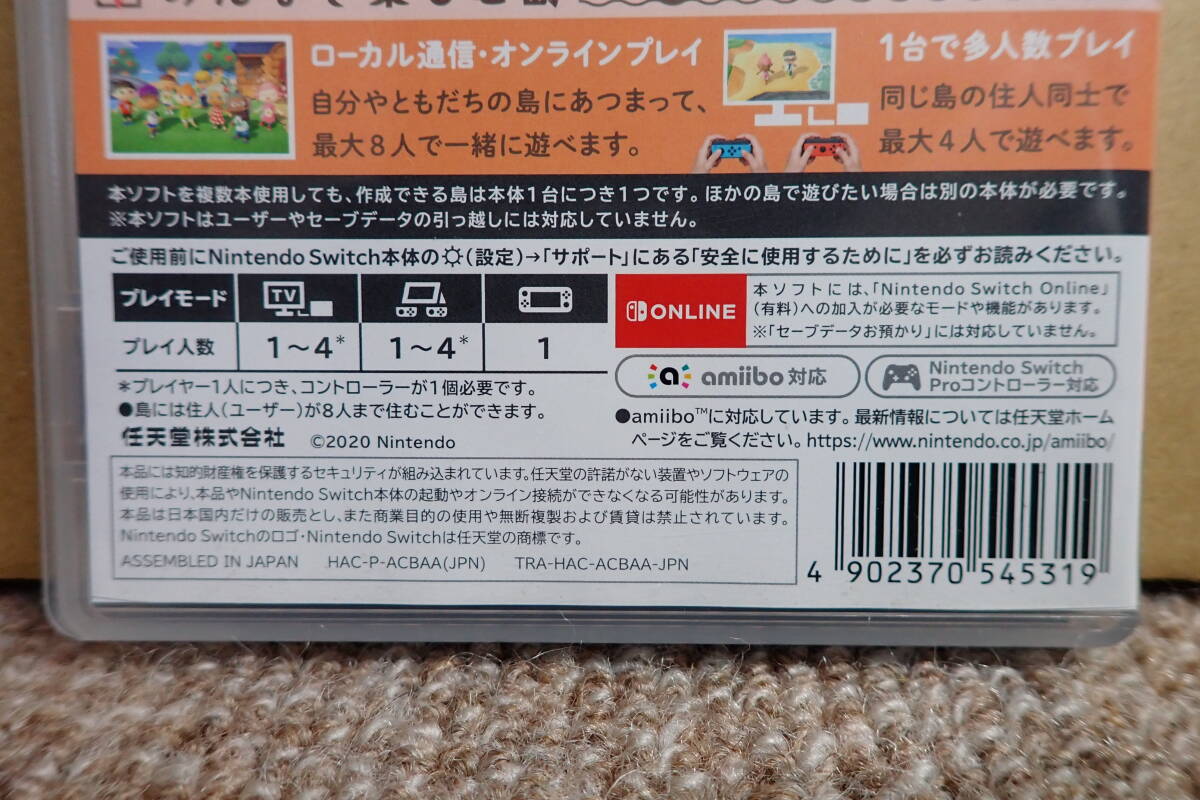 ローカル通信・オンラインプレイ
自分やともだちの島にあつまって、
最大8人で一緒に遊べます。
1台で多人数プレイ
同じ島の住人同士で
最大4人で遊べます。
本ソフトを複数本使用しても、作成できる島は本体1台につき1つです。ほかの島で遊びたい場合は別の本体が必要です。
※本ソフトはユーザーやセーブデータの引っ越しには対応していません。
ご使用前にNintendo Switch本体の(設定)→「サポート」にある「安全に使用するために」を必ずお読みください。
プレイモード TV
プレイ人数 1～4* 1～4* 1
*プレイヤー1人につき、コントローラーが1個必要です。
●島には住人(ユーザー)が8人まで住むことができます。
任天堂株式会社 ©2020 Nintendo
ONLINE
本ソフトには、「Nintendo Switch Online」
(有料)への加入が必要なモードや機能があります。
※「セーブデータお預かり」には対応していません。
a amiibo 対応
Nintendo Switch
Proコントローラー対応
●amiibo™に対応しています。最新情報については任天堂ホーム
ページをご覧ください。https://www.nintendo.co.jp/amiibo/
本品には知的財産権を保護するセキュリティが組み込まれています。任天堂の許諾がない装置やソフトウェアの
使用により、本品やNintendo Switch本体の起動やオンライン接続ができなくなる可能性があります。
本品は日本国内だけの販売とし、また商業目的の使用や無断複製および賃貸は禁止されています。
Nintendo Switchのロゴ・Nintendo Switchは任天堂の商標です。
ASSEMBLED IN JAPAN HAC-P-ACBAA(JPN) TRA-HAC-ACBAA-JPN
4 902370 545319